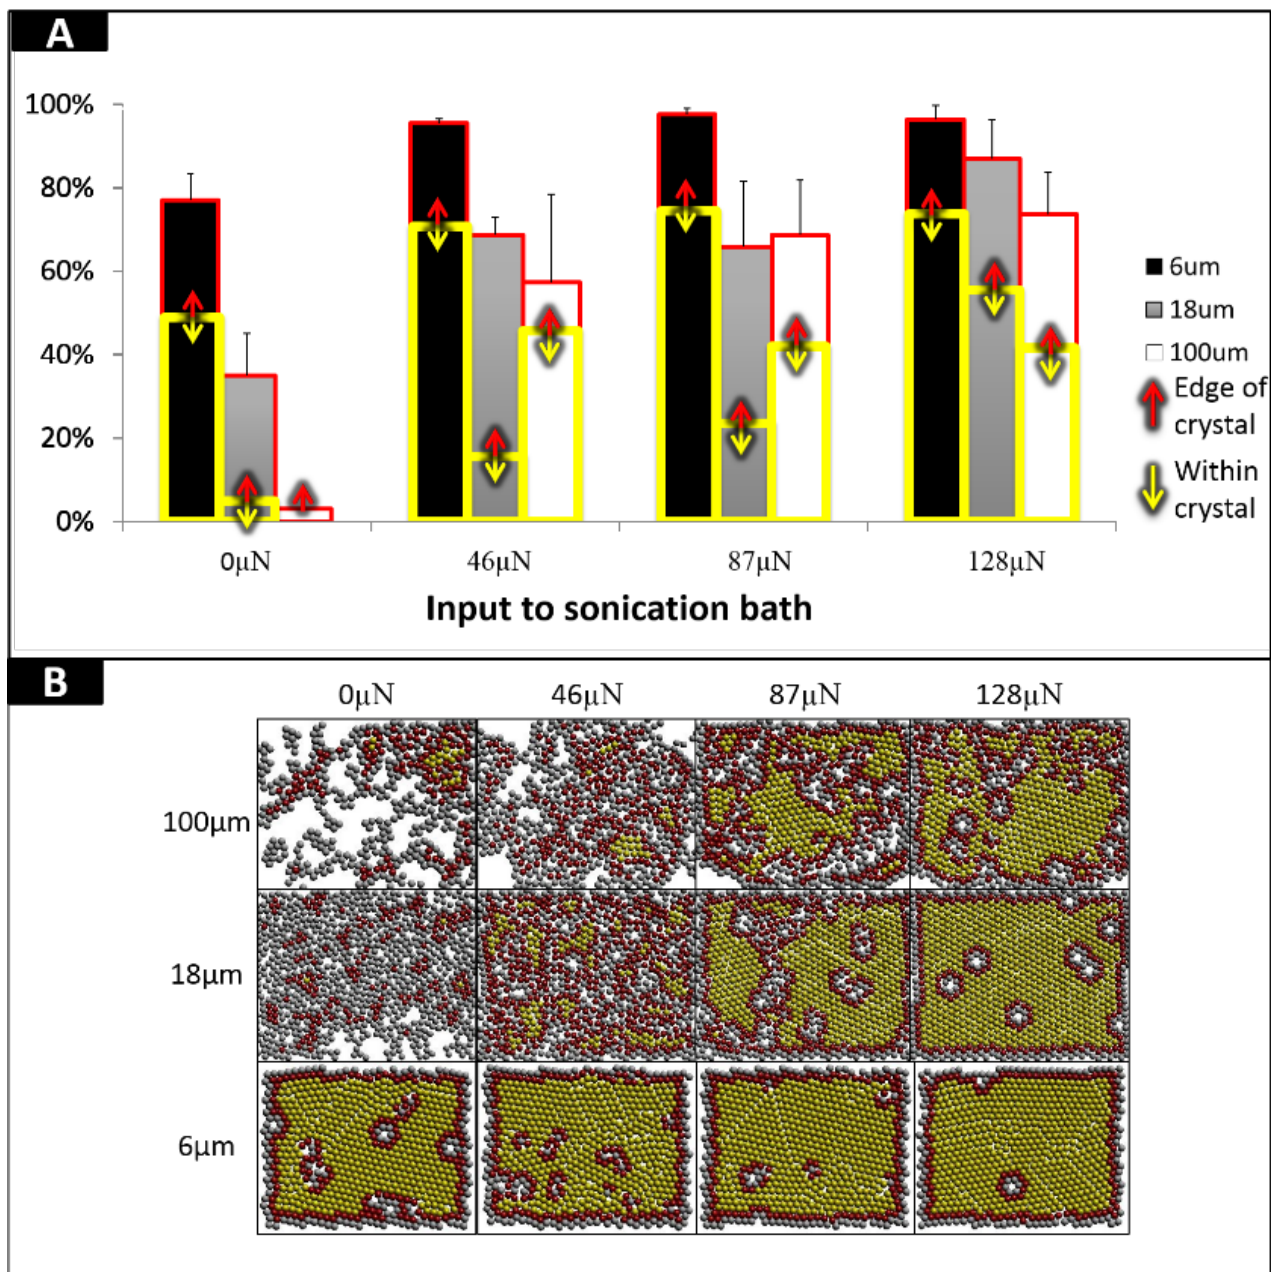 A
100%
80%
60%
40%
20%
0%
0μN 46μN 87μN 128μN
Input to sonication bath
6um
18um
100um
Edge of
crystal
Within
crystal
B
0μN 46μN 87μN 128μN
100μm
18μm
6μm